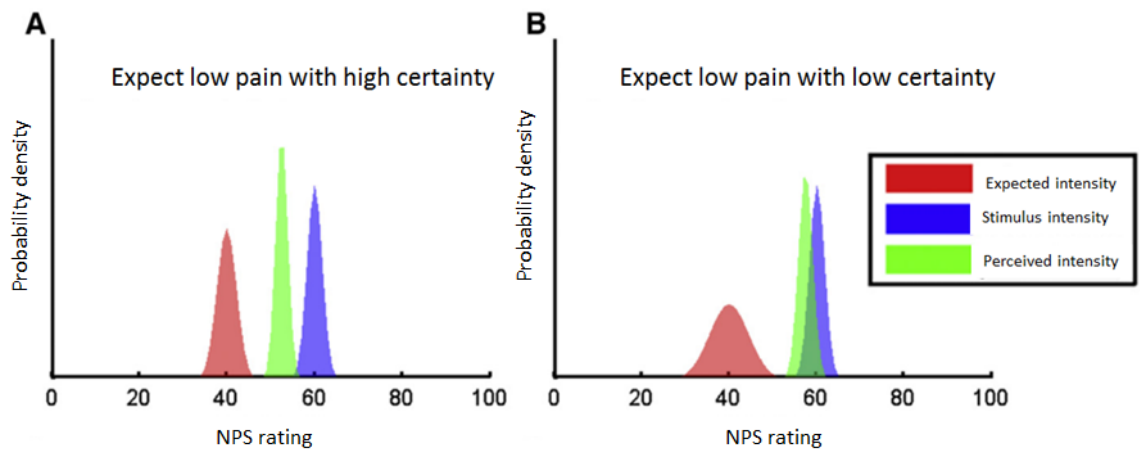 A
Expect low pain with high certainty
Probability density
0 20 40 60 80 100
NPS rating
B
Expect low pain with low certainty
Probability density
0 20 40 60 80 100
NPS rating
Expected intensity
Stimulus intensity
Perceived intensity